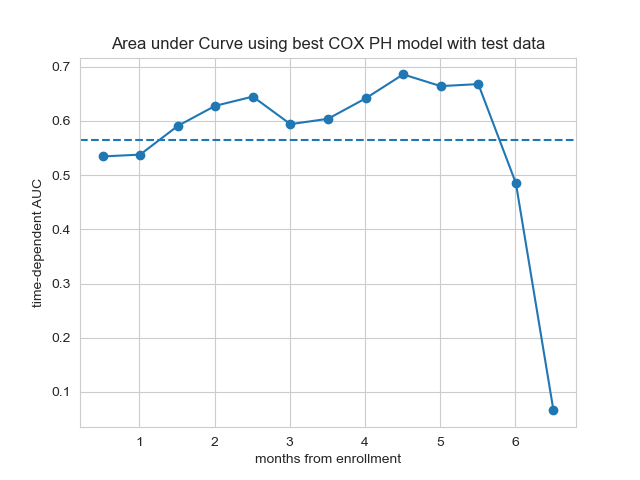 Area under Curve using best COX PH model with test data
time-dependent AUC
0.7
0.6
0.5
0.4
0.3
0.2
0.1
1 2 3 4 5 6
months from enrollment